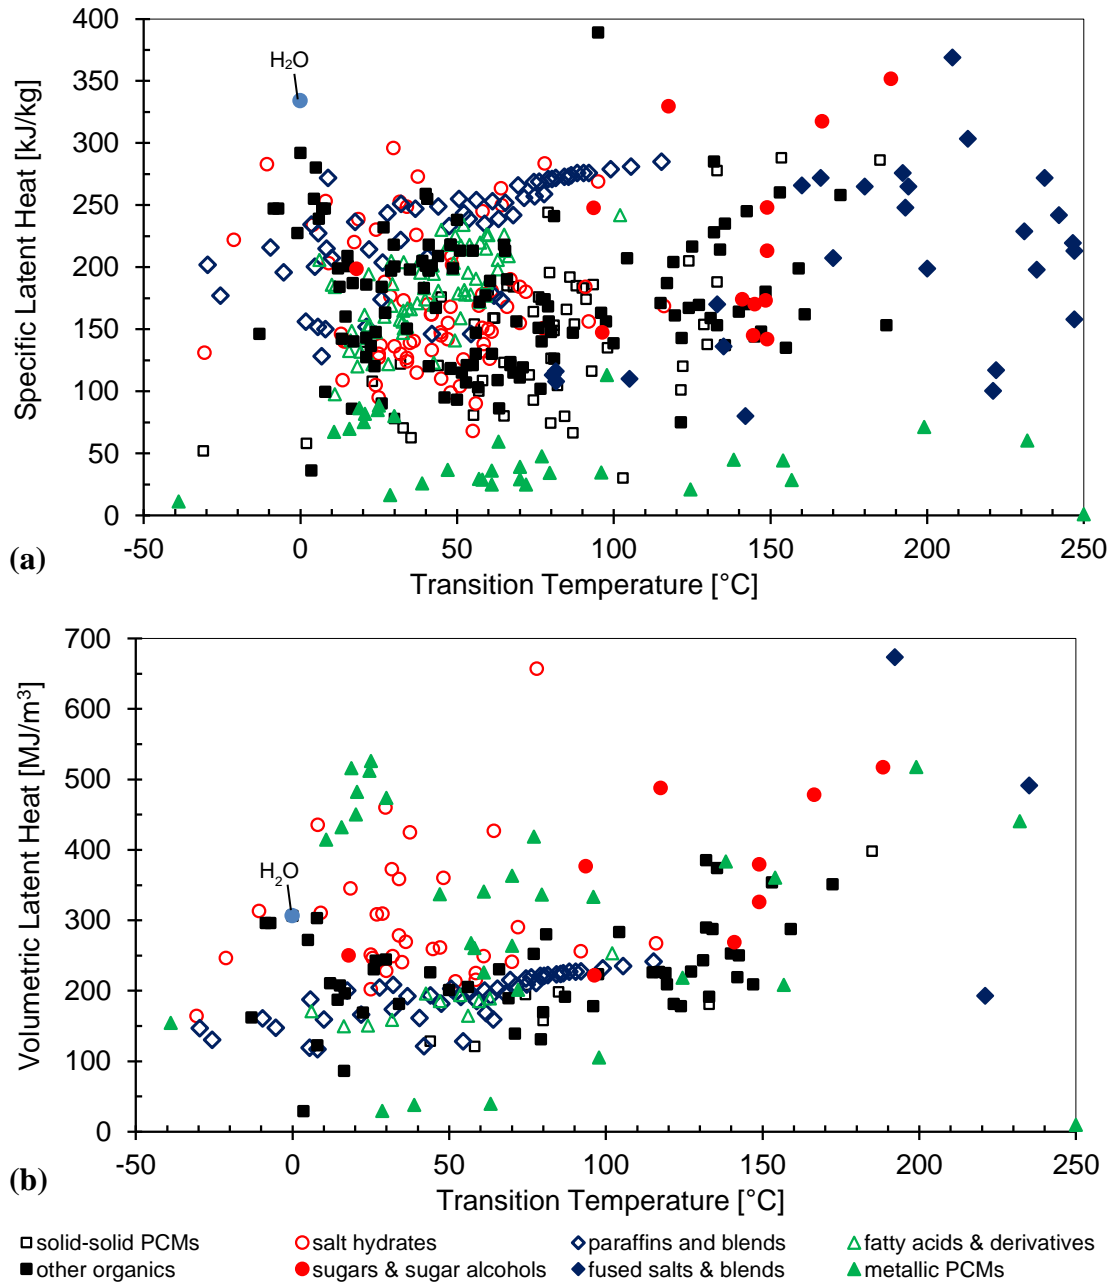 400
350
300
250
200
150
100
50
0
Specific Latent Heat [kJ/kg]
H₂O
-50 0 50 100 150 200 250
(a)
Transition Temperature [°C]
700
600
500
400
300
200
100
0
Volumetric Latent Heat [MJ/m³]
H₂O
-50 0 50 100 150 200 250
(b)
Transition Temperature [°C]
solid-solid PCMs salt hydrates paraffins and blends fatty acids & derivatives
other organics sugars & sugar alcohols fused salts & blends metallic PCMs